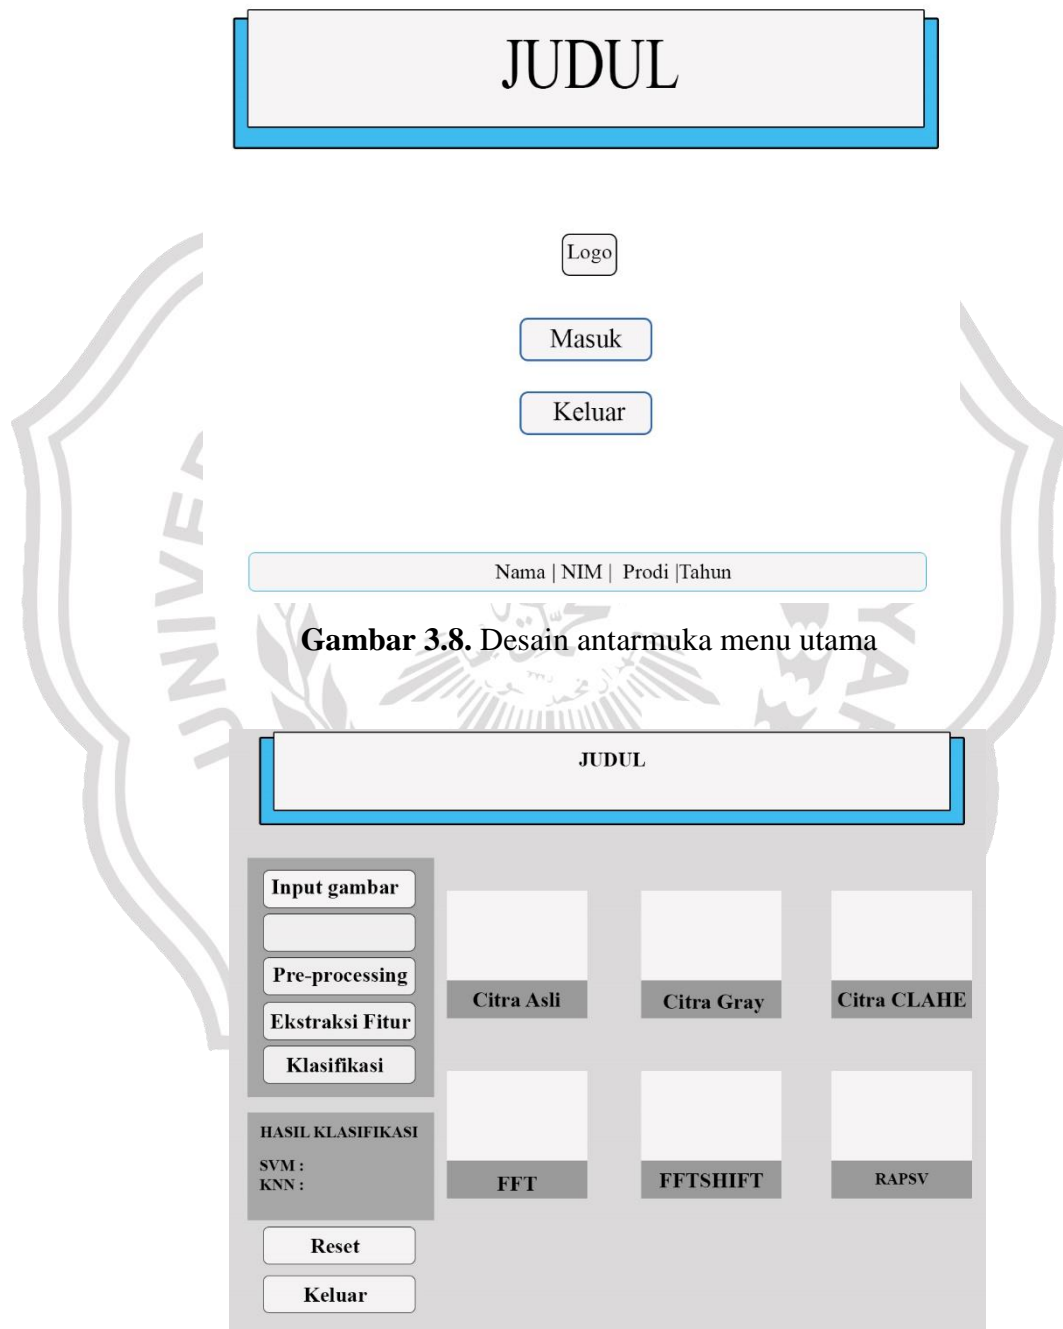 JUDUL
Logo
Masuk
Keluar
Nama | NIM | Prodi |Tahun
Gambar 3.8. Desain antarmuka menu utama
JUDUL
Input gambar
Pre-processing
Ekstraksi Fitur
Klasifikasi
Citra Asli
Citra Gray
Citra CLAHE
HASIL KLASIFIKASI
SVM :
KNN :
FFT
FFTSHIFT
RAPSV
Reset
Keluar